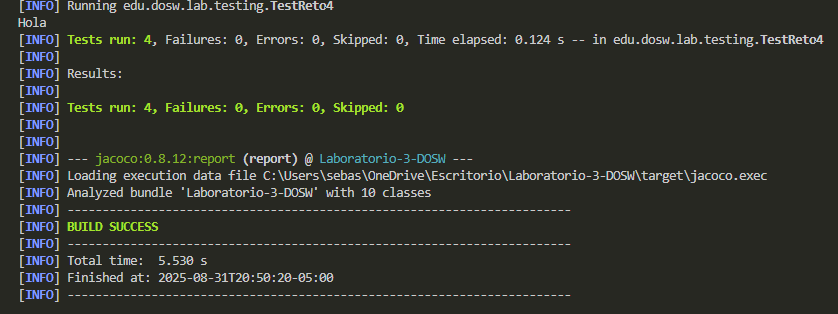 [INFO] Running edu.dosw.lab.testing.TestReto4
Hola
[INFO] Tests run: 4, Failures: 0, Errors: 0, Skipped: 0, Time elapsed: 0.124 s -- in edu.dosw.lab.testing.TestReto4
[INFO]
[INFO] Results:
[INFO]
[INFO] Tests run: 4, Failures: 0, Errors: 0, Skipped: 0
[INFO]
[INFO]
[INFO] --- jacoco:0.8.12:report (report) @ Laboratorio-3-DOSW ---
[INFO] Loading execution data file C:\Users\sebas\OneDrive\Escritorio\Laboratorio-3-DOSW\target\jacoco.exec
[INFO] Analyzed bundle 'Laboratorio-3-DOSW' with 10 classes
[INFO] ------------------------------------------------------------------------
[INFO] BUILD SUCCESS
[INFO] ------------------------------------------------------------------------
[INFO] Total time:  5.530 s
[INFO] Finished at: 2025-08-31T20:50:20-05:00
[INFO] ------------------------------------------------------------------------